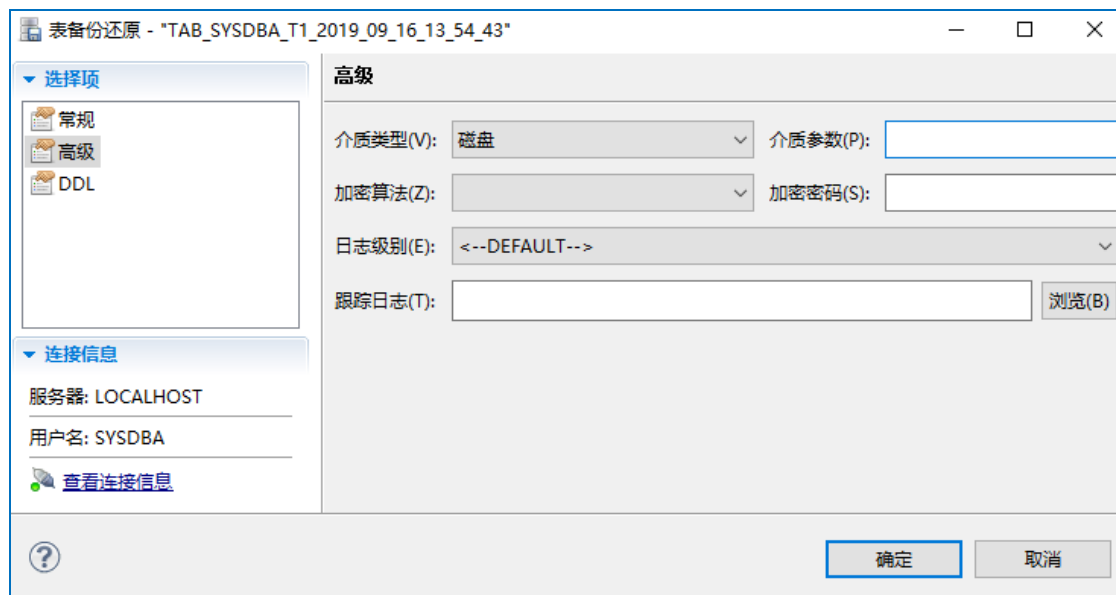 表备份还原 - "TAB_SYSDBA_T1_2019_09_16_13_54_43"
选择项
常规
高级
DDL
连接信息
服务器: LOCALHOST
用户名: SYSDBA
查看连接信息
高级
介质类型(V): 磁盘 介质参数(P):
加密算法(Z): 加密密码(S):
日志级别(E): <--DEFAULT-->
跟踪日志(T): 浏览(B)
? 确定 取消